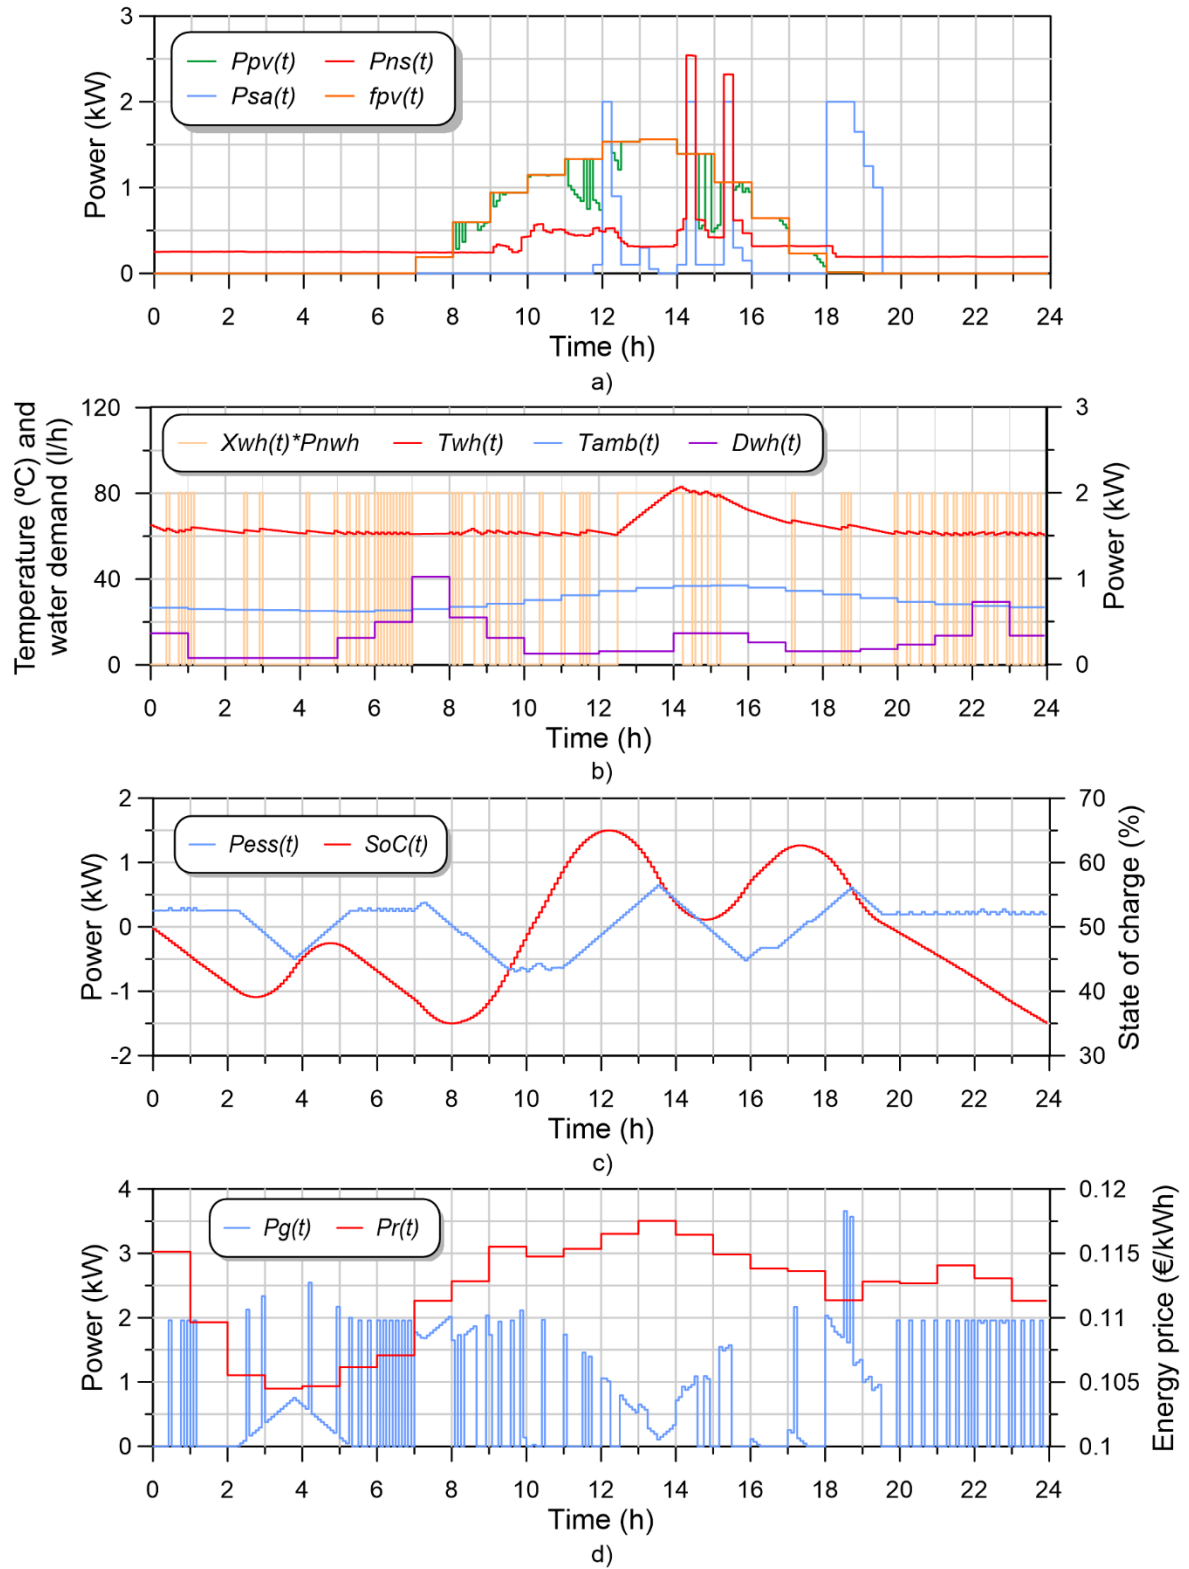 3
2
1
0
Power (kW)
Ppv(t) Pns(t)
Psa(t) fpv(t)
0 2 4 6 8 10 12 14 16 18 20 22 24
Time (h)
a)
120
80
40
0
Temperature (ºC) and
water demand (l/h)
Xwh(t)*Pnwh Twh(t) Tamb(t) Dwh(t)
3
2
1
0
Power (kW)
0 2 4 6 8 10 12 14 16 18 20 22 24
Time (h)
b)
2
1
0
-1
-2
Power (kW)
Pess(t) SoC(t)
70
60
50
40
30
State of charge (%)
0 2 4 6 8 10 12 14 16 18 20 22 24
Time (h)
c)
4
3
2
1
0
Power (kW)
Pg(t) Pr(t)
0.12
0.115
0.11
0.105
0.1
Energy price (€/kWh)
0 2 4 6 8 10 12 14 16 18 20 22 24
Time (h)
d)